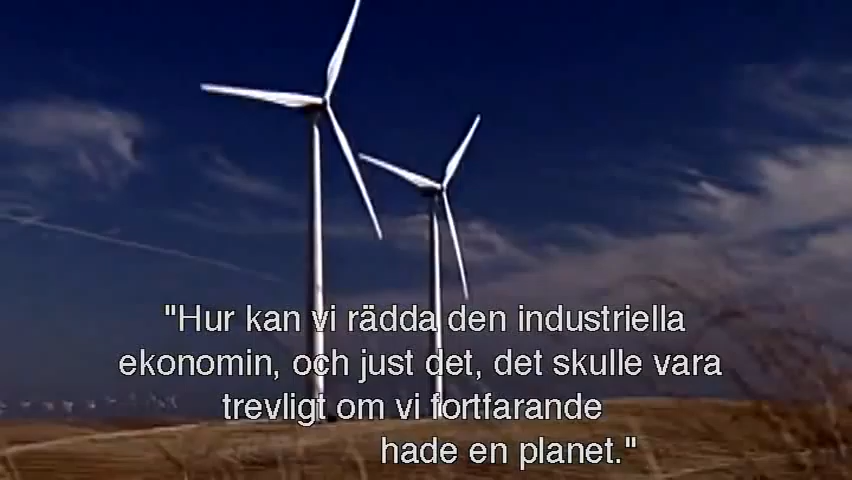 "Hur kan vi rädda den industriella
ekonomin, och just det, det skulle vara
trevligt om vi fortfarande
hade en planet."